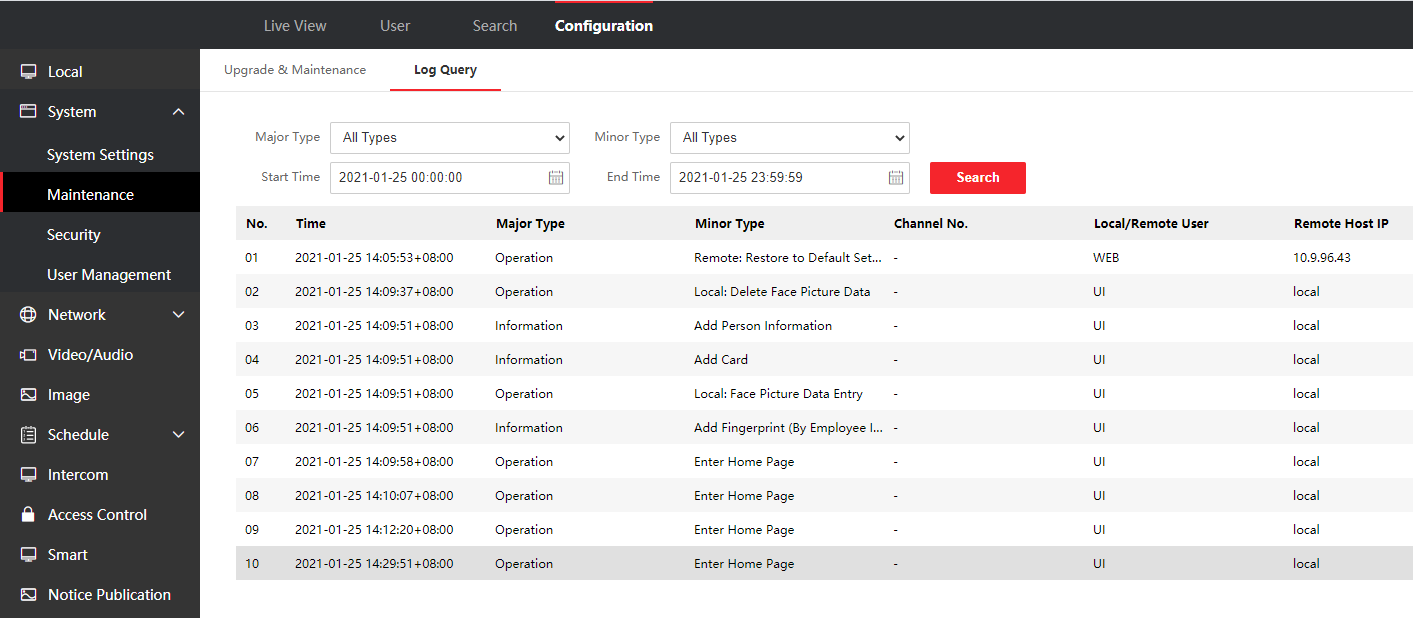 Live View User Search Configuration
Local
System
System Settings
Maintenance
Security
User Management
Network
Video/Audio
Image
Schedule
Intercom
Access Control
Smart
Notice Publication
Upgrade & Maintenance Log Query
Major Type All Types Minor Type All Types
Start Time 2021-01-25 00:00:00 End Time 2021-01-25 23:59:59 Search
No. Time Major Type Minor Type Channel No. Local/Remote User Remote Host IP
01 2021-01-25 14:05:53+08:00 Operation Remote: Restore to Default Set... - WEB 10.9.96.43
02 2021-01-25 14:09:37+08:00 Operation Local: Delete Face Picture Data - UI local
03 2021-01-25 14:09:51+08:00 Information Add Person Information - UI local
04 2021-01-25 14:09:51+08:00 Information Add Card - UI local
05 2021-01-25 14:09:51+08:00 Operation Local: Face Picture Data Entry - UI local
06 2021-01-25 14:09:51+08:00 Information Add Fingerprint (By Employee I... - UI local
07 2021-01-25 14:09:58+08:00 Operation Enter Home Page - UI local
08 2021-01-25 14:10:07+08:00 Operation Enter Home Page - UI local
09 2021-01-25 14:12:20+08:00 Operation Enter Home Page - UI local
10 2021-01-25 14:29:51+08:00 Operation Enter Home Page - UI local